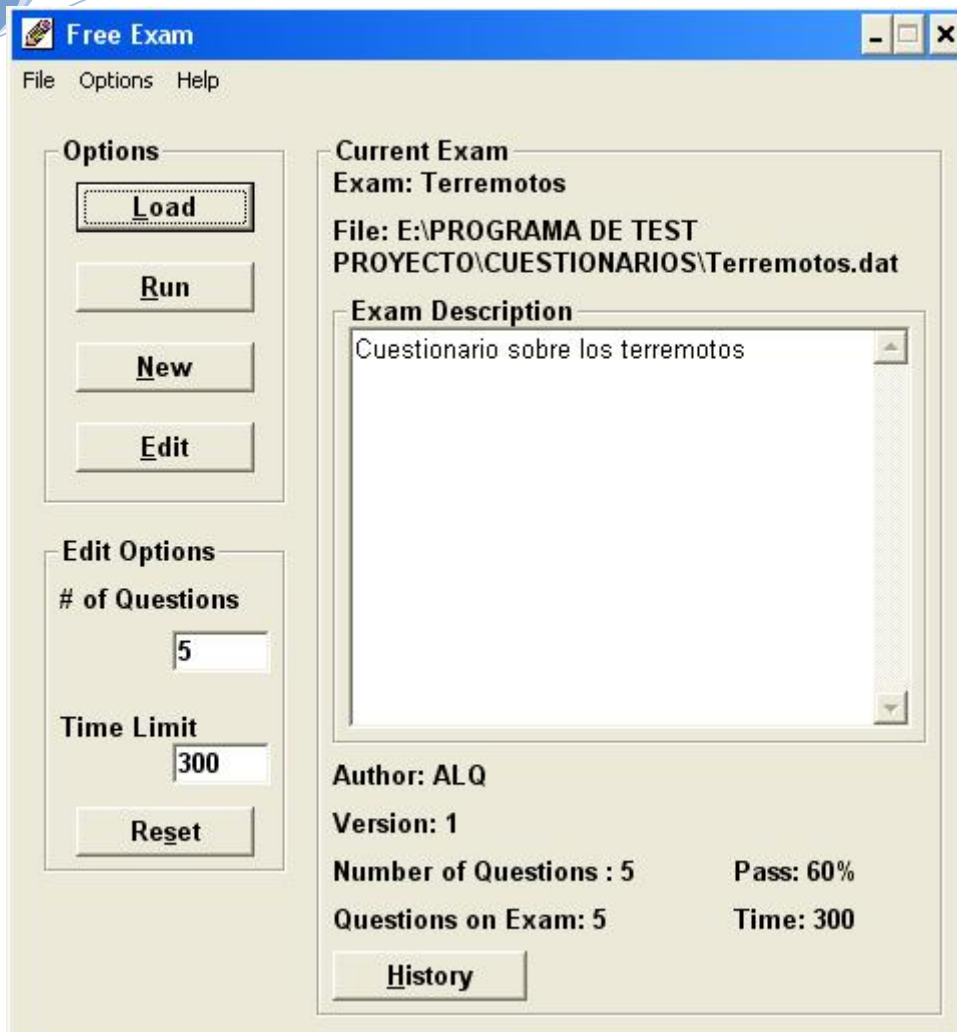 Free Exam
File Options Help
Options
Load
Run
New
Edit
Edit Options
# of Questions
5
Time Limit
300
Reset
Current Exam
Exam: Terremotos
File: E:\PROGRAMA DE TEST
PROYECTO\CUESTIONARIOS\Terremotos.dat
Exam Description
Cuestionario sobre los terremotos
Author: ALQ
Version: 1
Number of Questions : 5 Pass: 60%
Questions on Exam: 5 Time: 300
History